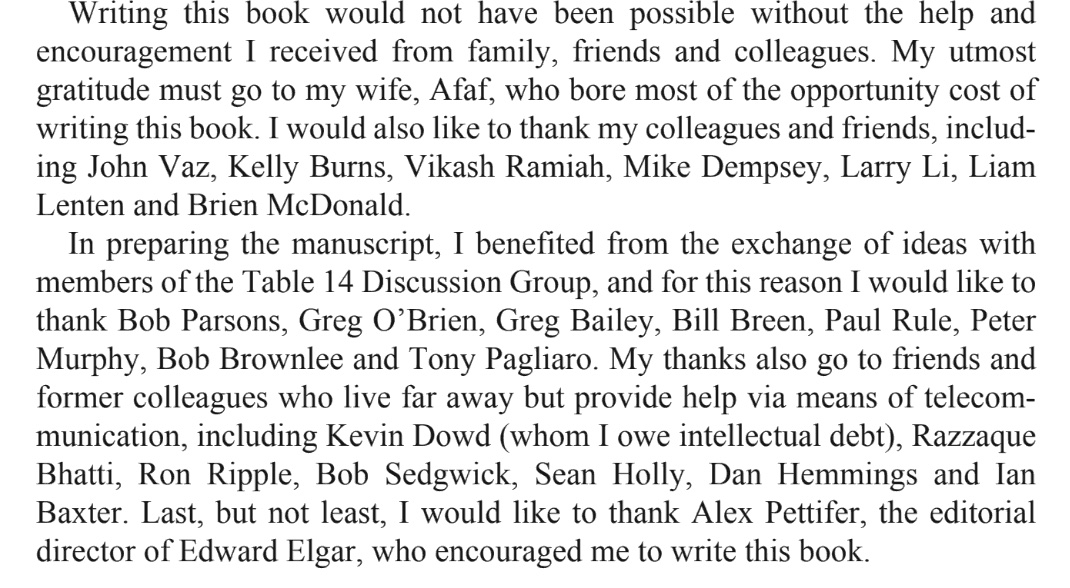 Writing this book would not have been possible without the help and
encouragement I received from family, friends and colleagues. My utmost
gratitude must go to my wife, Afaf, who bore most of the opportunity cost of
writing this book. I would also like to thank my colleagues and friends, includ-
ing John Vaz, Kelly Burns, Vikash Ramiah, Mike Dempsey, Larry Li, Liam
Lenten and Brien McDonald.
In preparing the manuscript, I benefited from the exchange of ideas with
members of the Table 14 Discussion Group, and for this reason I would like to
thank Bob Parsons, Greg O’Brien, Greg Bailey, Bill Breen, Paul Rule, Peter
Murphy, Bob Brownlee and Tony Pagliaro. My thanks also go to friends and
former colleagues who live far away but provide help via means of telecom-
munication, including Kevin Dowd (whom I owe intellectual debt), Razzaque
Bhatti, Ron Ripple, Bob Sedgwick, Sean Holly, Dan Hemmings and Ian
Baxter. Last, but not least, I would like to thank Alex Pettifer, the editorial
director of Edward Elgar, who encouraged me to write this book.